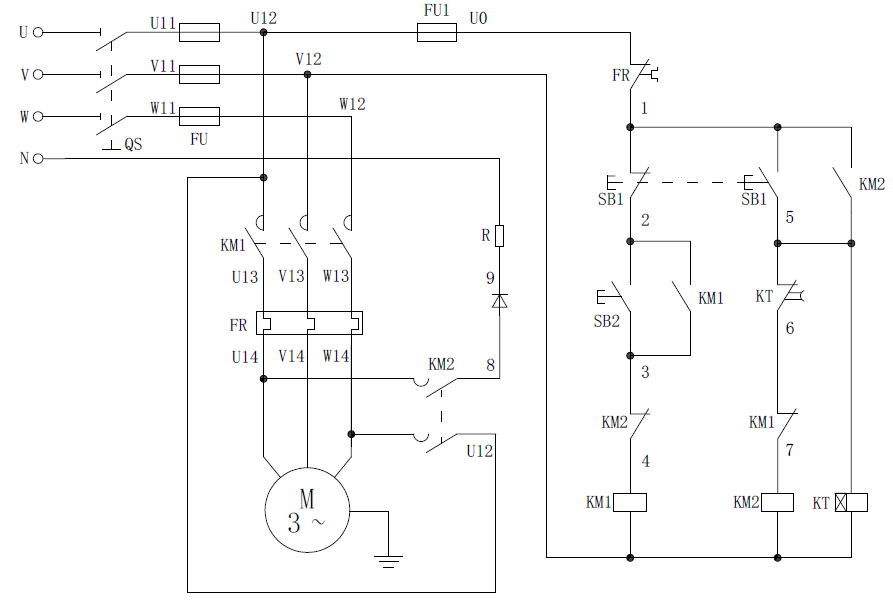 U11
U12
FU1
U0
U
V11
V12
FR
V
W11
W12
1
W
FU
QS
N
SB1
SB1
KM2
2
5
R
KM1
U13
V13
W13
9
KT
KM1
SB2
6
FR
U14
V14
W14
KM2
8
3
KM2
KM1
U12
4
7
M
3 ~
KM1
KM2
KT